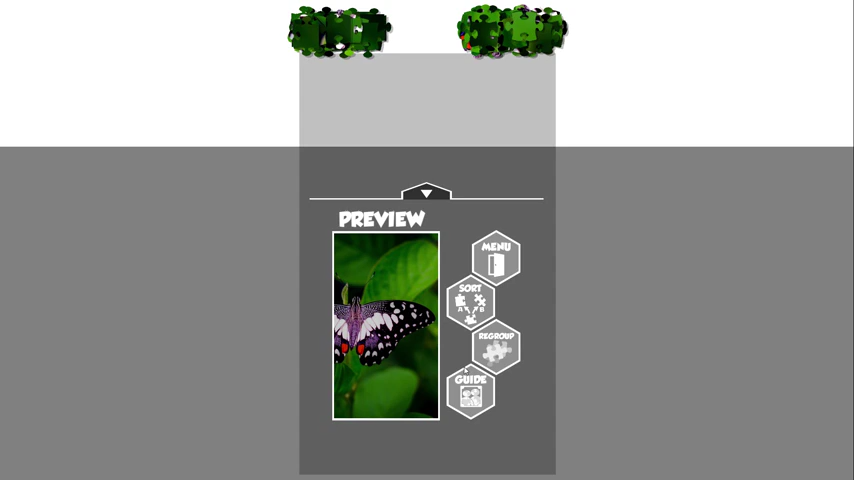 PREVIEW
MENU
SORT
A
B
REGROUP
GUIDE